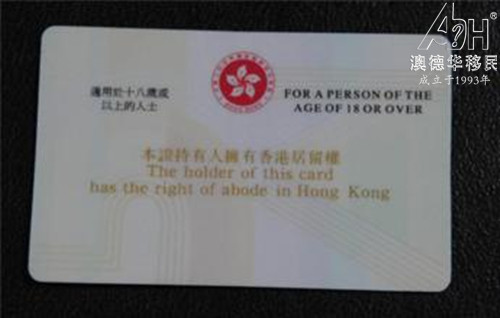 澳德华移民
成立于1993年
適用於十八歲或
以上的人士
FOR A PERSON OF THE
AGE OF 18 OR OVER
HONG KONG
本證持有人擁有香港居留權
The holder of this card
has the right of abode in Hong Kong